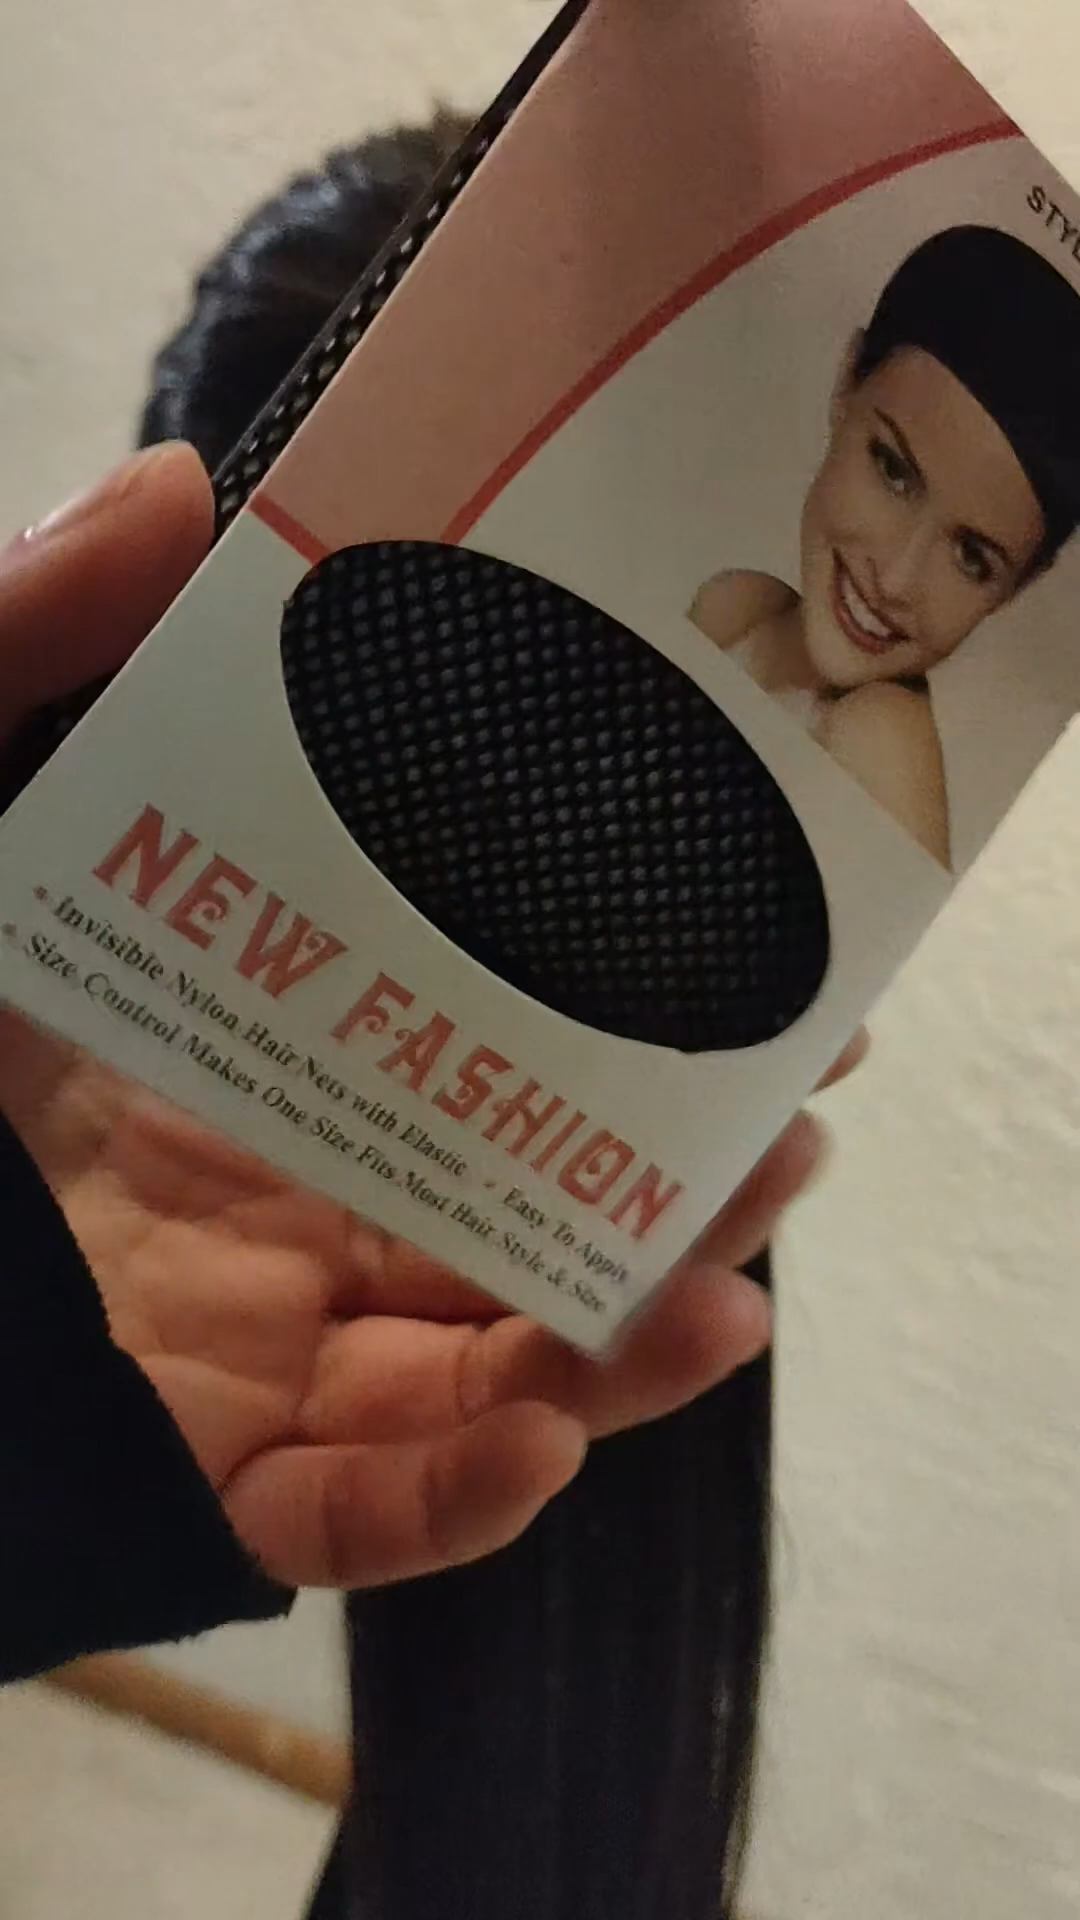 STYL
NEW FASHION
• Invisible Nylon Hair Nets with Elastic • Easy To Apply
• Size Control Makes One Size Fits Most Hair Style & Size